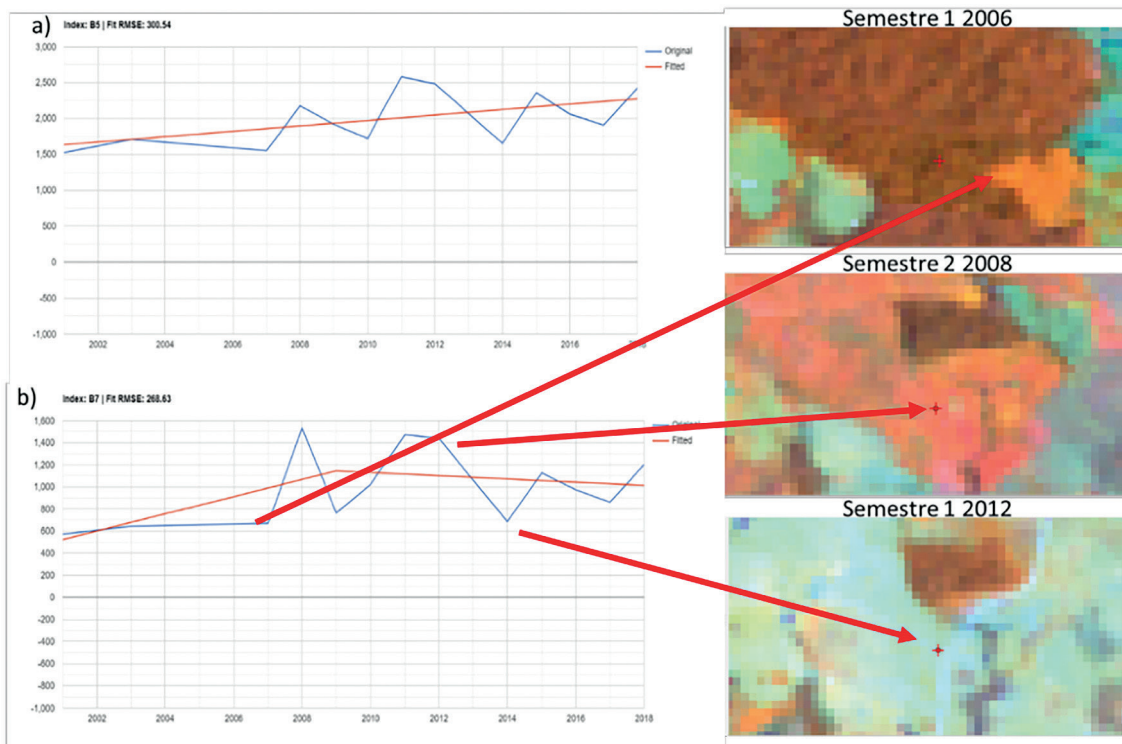 a)
Index: B5 | Fit RMSE: 300.54
3,000
2,500
2,000
1,500
1,000
500
0
-500
-1,000
2002 2004 2006 2008 2010 2012 2014 2016 2018
Original
Fitted
b)
Index: B7 | Fit RMSE: 268.63
1,600
1,400
1,200
1,000
800
600
400
200
0
-200
-400
-600
-800
-1,000
2002 2004 2006 2008 2010 2012 2014 2016 2018
Original
Fitted
Semestre 1 2006
Semestre 2 2008
Semestre 1 2012